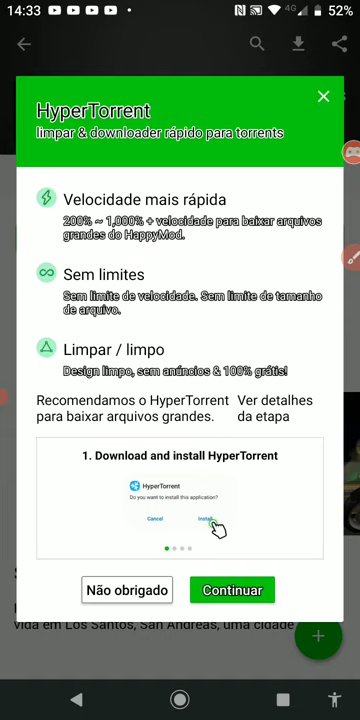 14:33
4G
52%
HyperTorrent
limpar & downloader rápido para torrents
Velocidade mais rápida
200% ~ 1,000% + velocidade para baixar arquivos
grandes do HappyMod.
Sem limites
Sem limite de velocidade. Sem limite de tamanho
de arquivo.
Limpar / limpo
Design limpo, sem anúncios & 100% grátis!
Recomendamos o HyperTorrent
para baixar arquivos grandes.
Ver detalhes
da etapa
1. Download and install HyperTorrent
HyperTorrent
Do you want to install this application?
Cancel
Install
Não obrigado
Continuar
vida em Los Santos, San Andreas, uma cidade